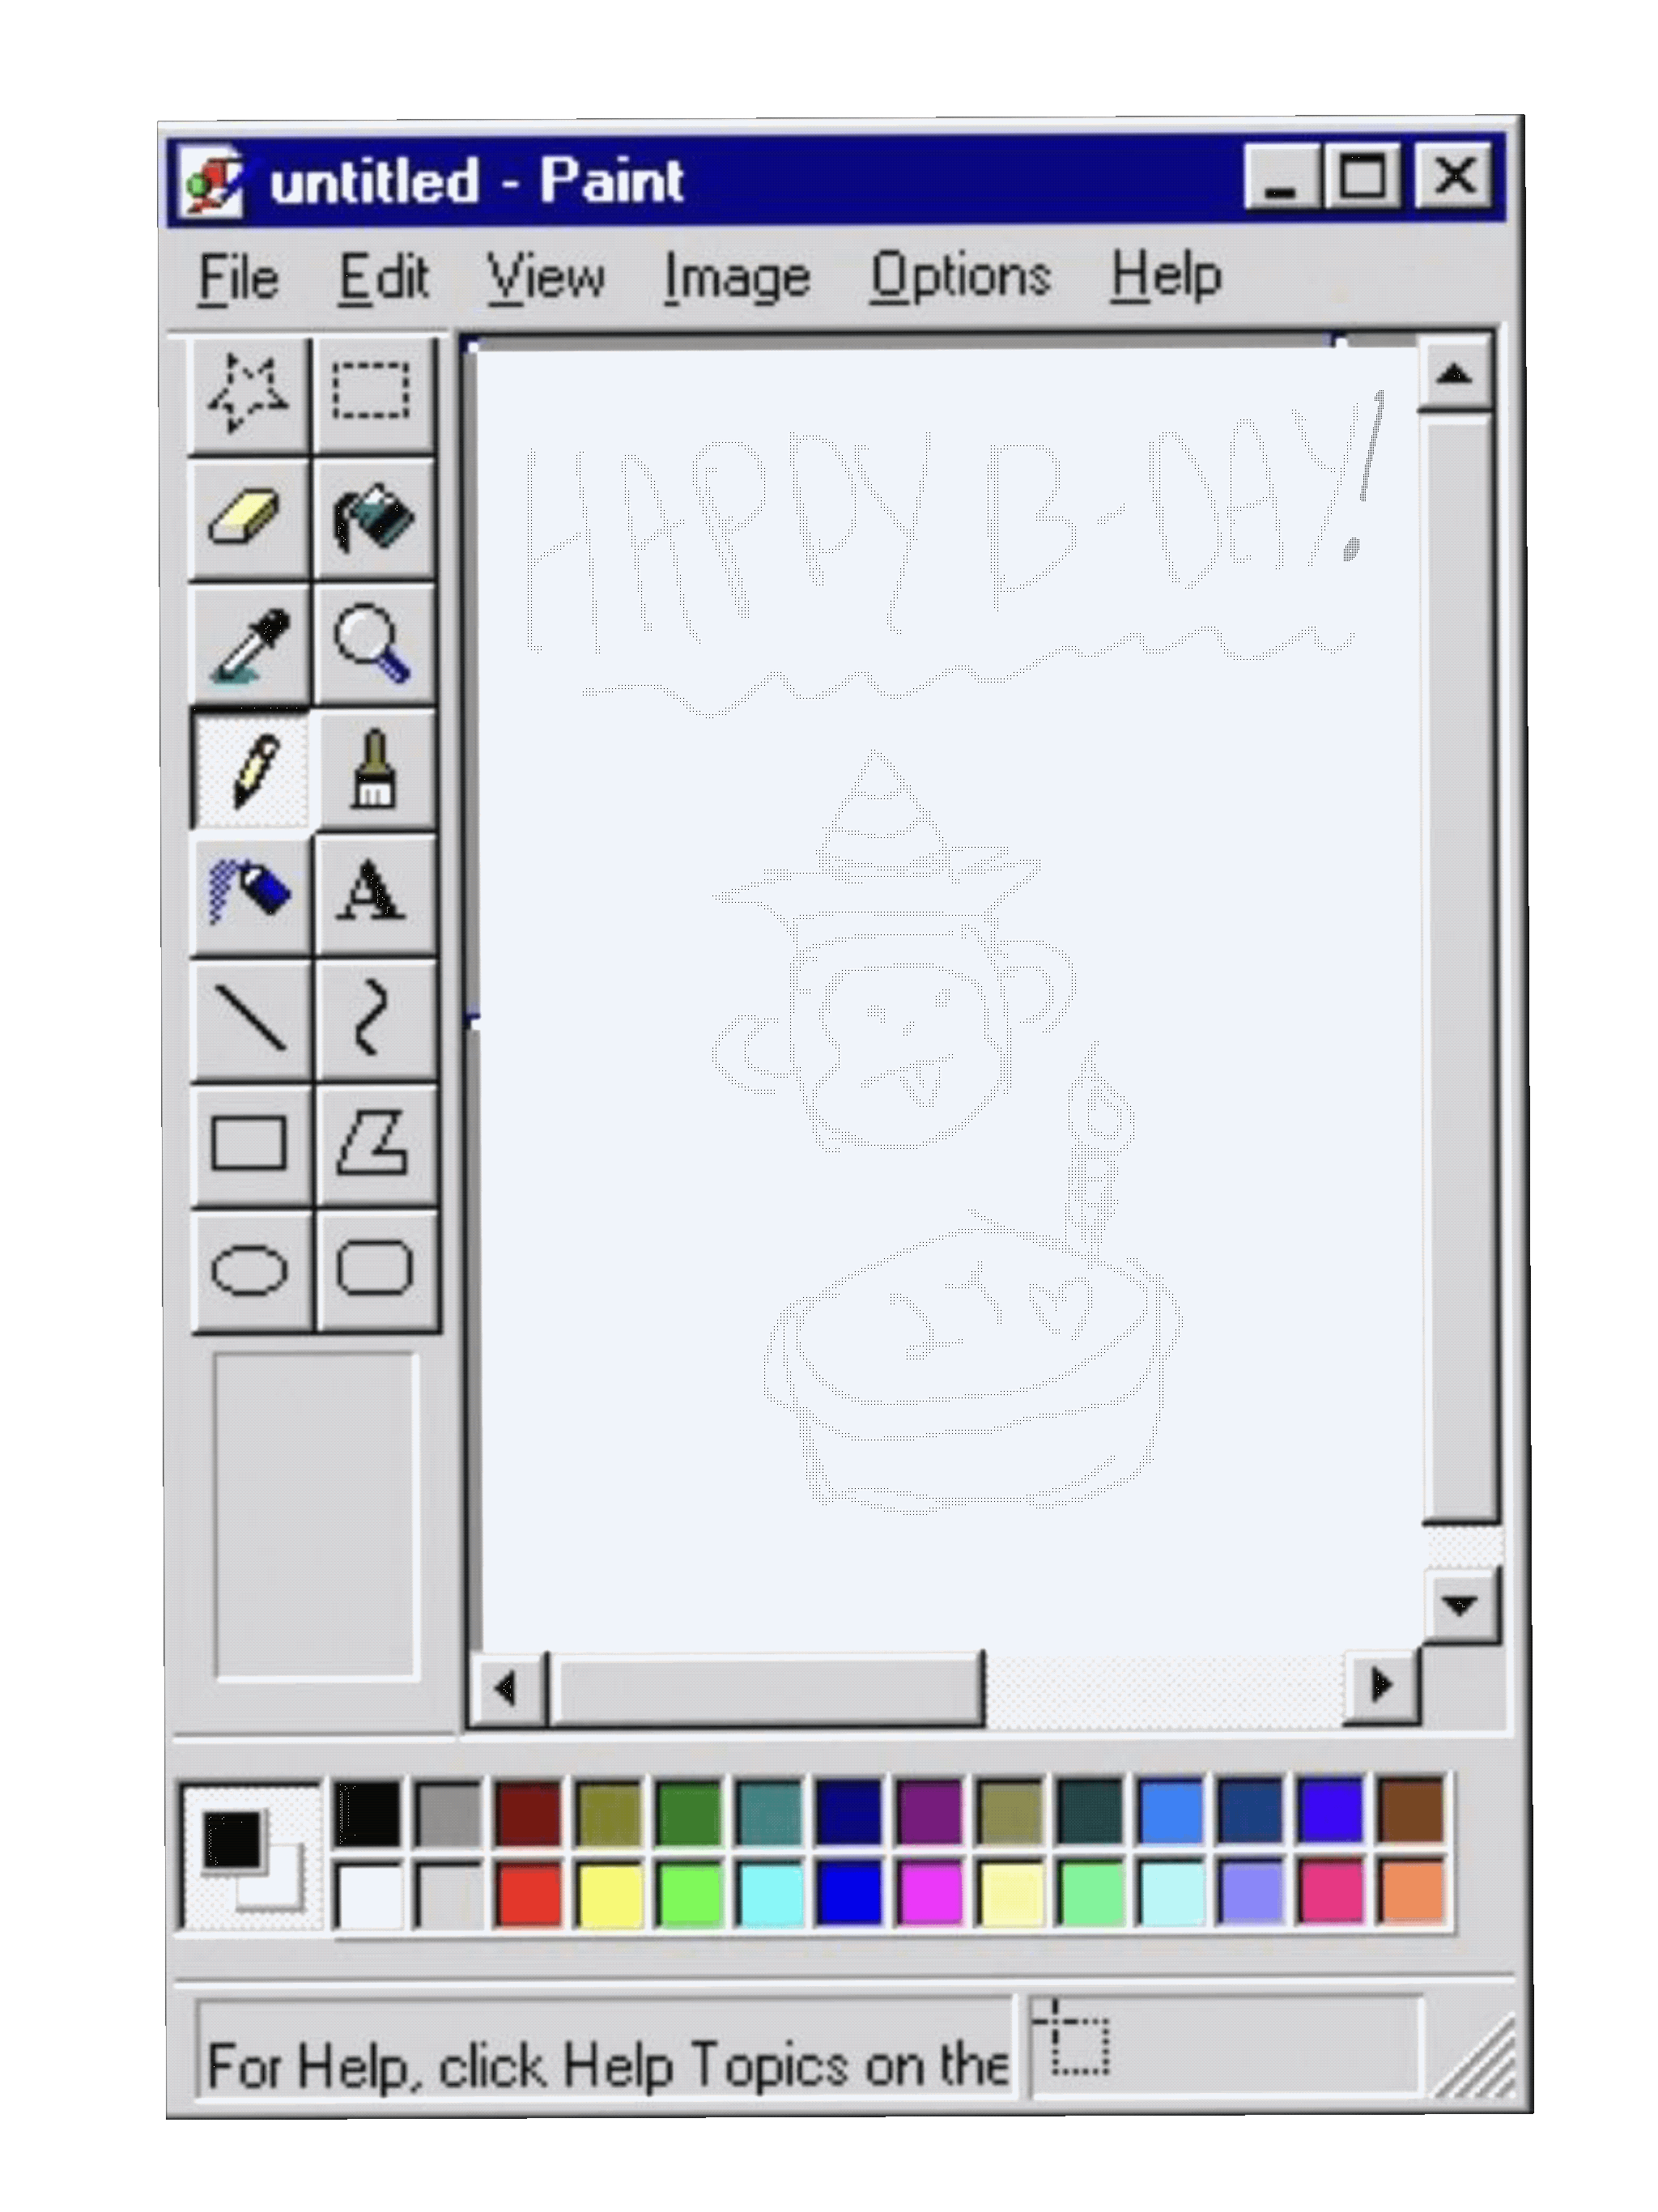 untitled - Paint
File Edit View Image Options Help
HAPPY B-DAY!
A
For Help, click Help Topics on the